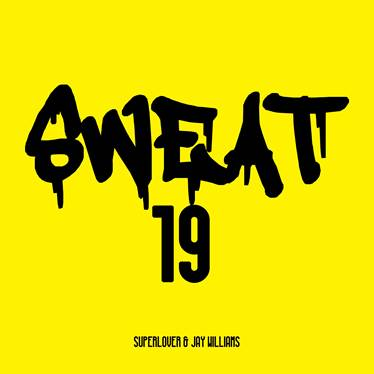 SWEAT
19
SUPERLOVER & JAY WILLIAMS